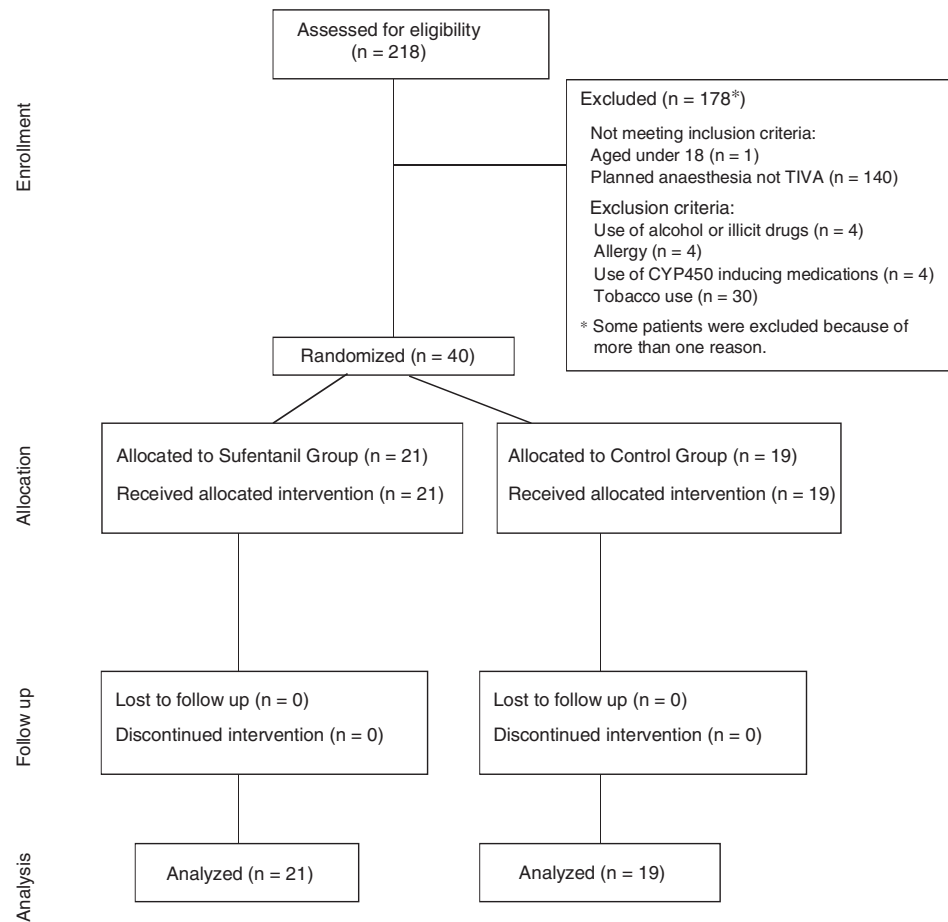 Assessed for eligibility
(n = 218)
Enrollment
Excluded (n = 178*)
Not meeting inclusion criteria:
Aged under 18 (n = 1)
Planned anaesthesia not TIVA (n = 140)
Exclusion criteria:
Use of alcohol or illicit drugs (n = 4)
Allergy (n = 4)
Use of CYP450 inducing medications (n = 4)
Tobacco use (n = 30)
* Some patients were excluded because of
more than one reason.
Randomized (n = 40)
Allocation
Allocated to Sufentanil Group (n = 21)
Received allocated intervention (n = 21)
Allocated to Control Group (n = 19)
Received allocated intervention (n = 19)
Follow up
Lost to follow up (n = 0)
Discontinued intervention (n = 0)
Lost to follow up (n = 0)
Discontinued intervention (n = 0)
Analysis
Analyzed (n = 21)
Analyzed (n = 19)